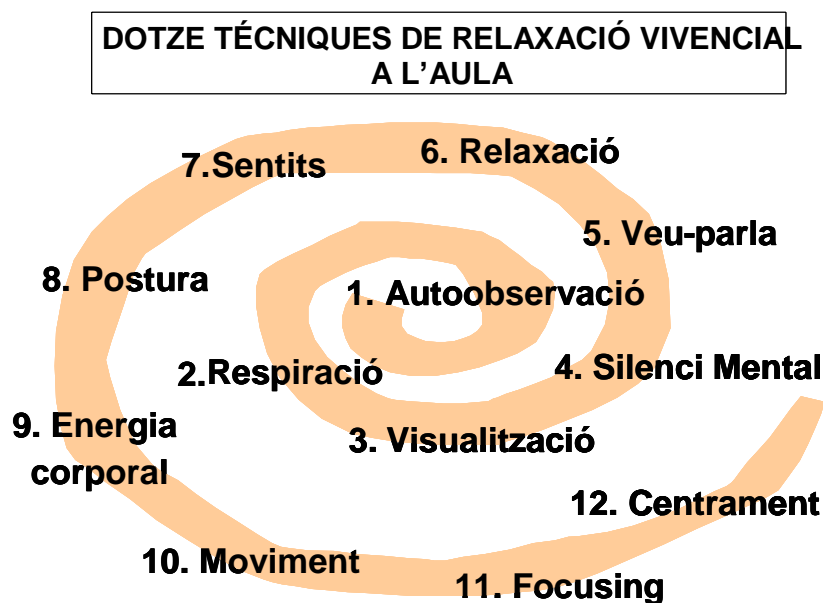 DOTZE TÉCNIQUES DE RELAXACIÓ VIVENCIAL
A L'AULA
1. Autoobservació
2.Respiració
3. Visualització
4. Silenci Mental
5. Veu-parla
6. Relaxació
7.Sentits
8. Postura
9. Energia
corporal
10. Moviment
11. Focusing
12. Centrament